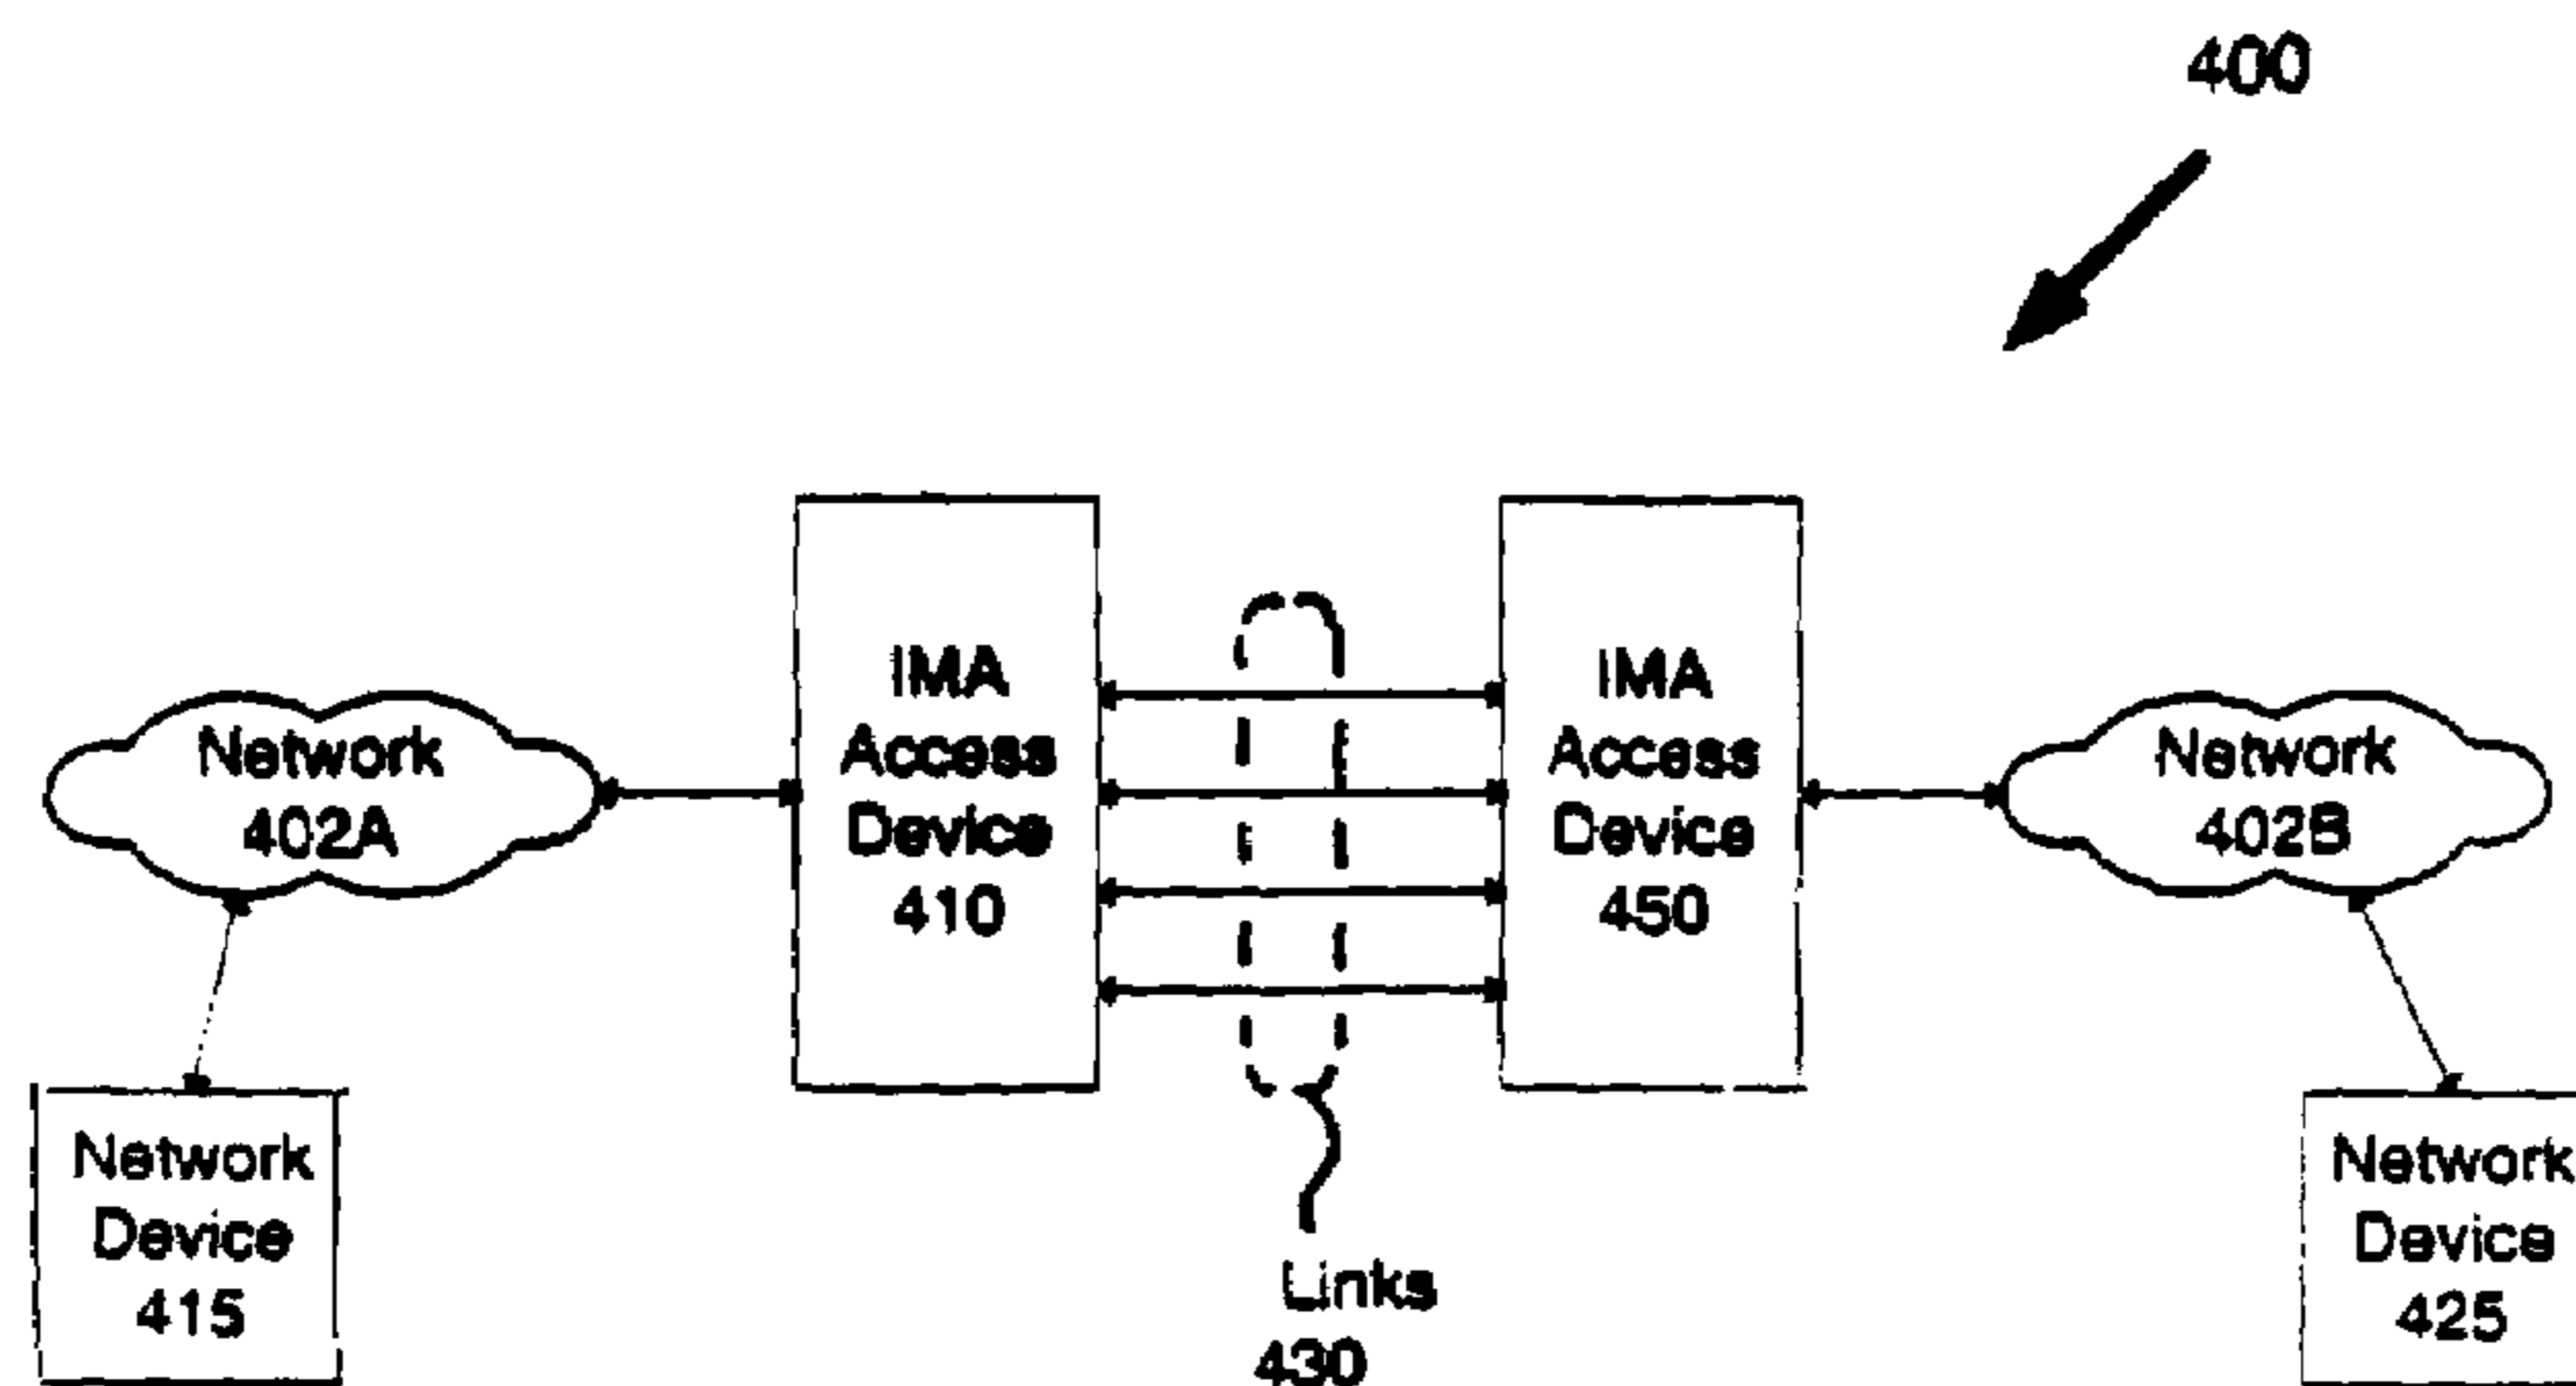 400
IMA
Access
Device
410
IMA
Access
Device
450
Network
402A
Network
402B
Network
Device
415
Links
430
Network
Device
425